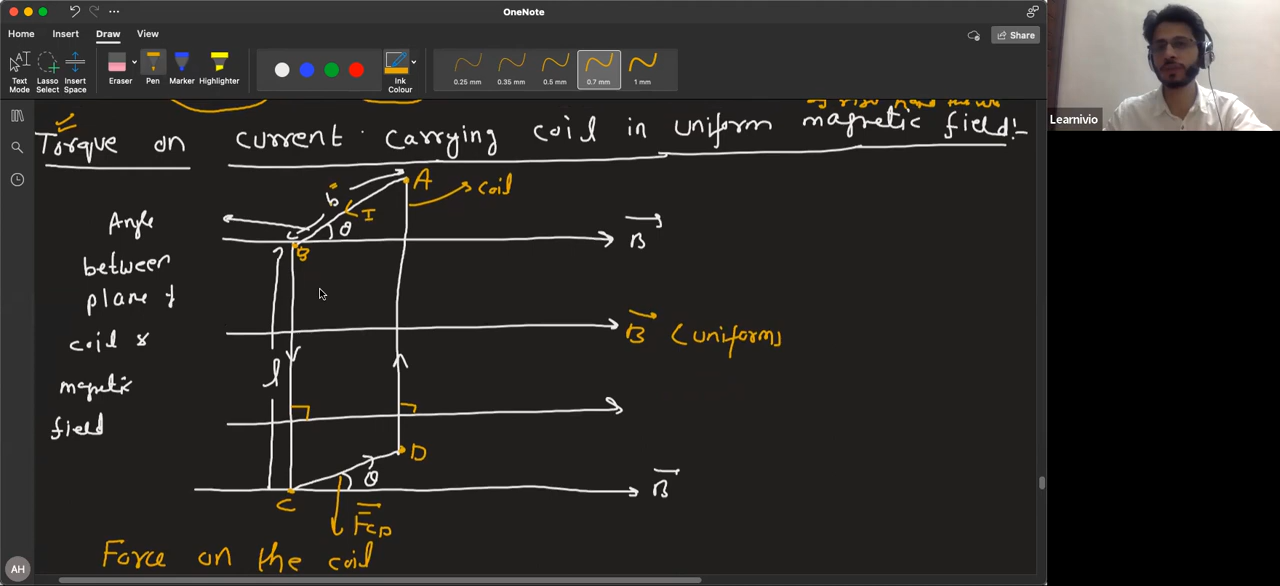 OneNote
Home Insert Draw View
Share
Text Mode
Lasso Select
Insert Space
Eraser
Pen
Marker
Highlighter
Ink Colour
0.25 mm
0.35 mm
0.5 mm
0.7 mm
1 mm
Learnivio
Torque on current carrying coil in uniform magnetic field:-
A
coil
b
I
θ
B
B
Angle
between
plane of
coil &
magnetic
field
B (uniform)
l
D
θ
C
B
F CD
Force on the coil
AH